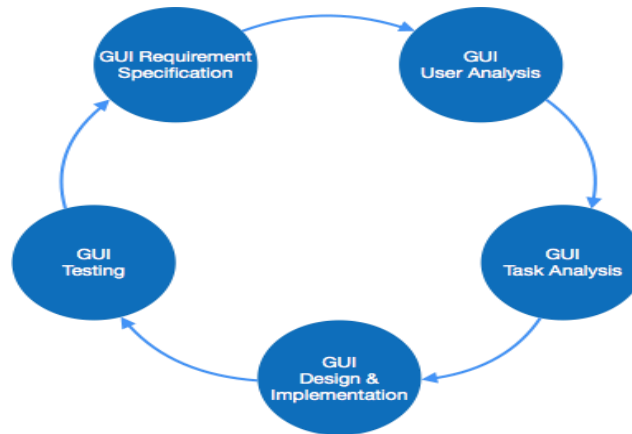 GUI Requirement
Specification
GUI
User Analysis
GUI
Task Analysis
GUI
Design &
Implementation
GUI
Testing